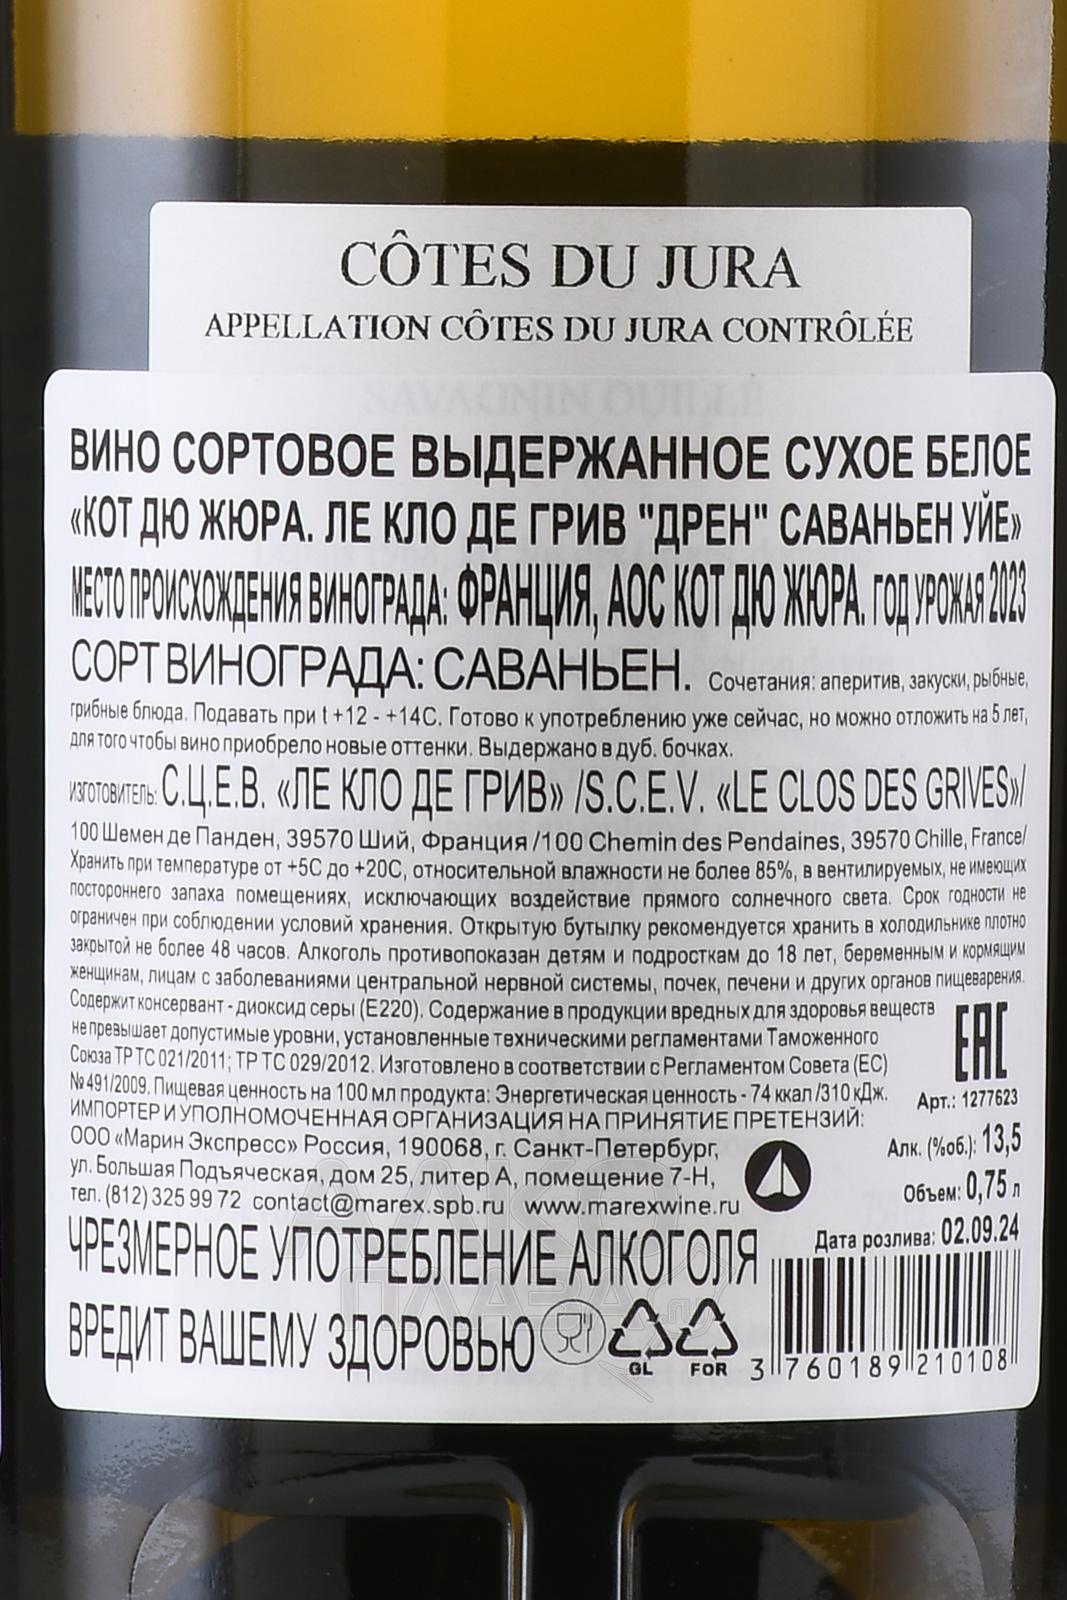 CÔTES DU JURA
APPELLATION CÔTES DU JURA CONTRÔLÉE
SAVAGNIN OUILLÉ
ВИНО СОРТОВОЕ ВЫДЕРЖАННОЕ СУХОЕ БЕЛОЕ
«КОТ ДЮ ЖЮРА. ЛЕ КЛО ДЕ ГРИВ "ДРЕН" САВАНЬЕН УЙЕ»
МЕСТО ПРОИСХОЖДЕНИЯ ВИНОГРАДА: ФРАНЦИЯ, АОС КОТ ДЮ ЖЮРА. ГОД УРОЖАЯ 2023
СОРТ ВИНОГРАДА: САВАНЬЕН. Сочетания: аперитив, закуски, рыбные,
грибные блюда. Подавать при t +12 - +14С. Готово к употреблению уже сейчас, но можно отложить на 5 лет,
для того чтобы вино приобрело новые оттенки. Выдержано в дуб. бочках.
ИЗГОТОВИТЕЛЬ: С.Ц.Е.В. «ЛЕ КЛО ДЕ ГРИВ» /S.C.E.V. «LE CLOS DES GRIVES»/
100 Шемен де Панден, 39570 Ший, Франция /100 Chemin des Pendaines, 39570 Chille, France/
Хранить при температуре от +5С до +20С, относительной влажности не более 85%, в вентилируемых, не имеющих
постороннего запаха помещениях, исключающих воздействие прямого солнечного света. Срок годности не
ограничен при соблюдении условий хранения. Открытую бутылку рекомендуется хранить в холодильнике плотно
закрытой не более 48 часов. Алкоголь противопоказан детям и подросткам до 18 лет, беременным и кормящим
женщинам, лицам с заболеваниями центральной нервной системы, почек, печени и других органов пищеварения.
Содержит консервант - диоксид серы (Е220). Содержание в продукции вредных для здоровья веществ
не превышает допустимые уровни, установленные техническими регламентами Таможенного
Союза ТР ТС 021/2011; ТР ТС 029/2012. Изготовлено в соответствии с Регламентом Совета (ЕС)
№ 491/2009. Пищевая ценность на 100 мл продукта: Энергетическая ценность - 74 ккал /310 кДж.
EAC
Арт.: 1277623
ИМПОРТЕР И УПОЛНОМОЧЕННАЯ ОРГАНИЗАЦИЯ НА ПРИНЯТИЕ ПРЕТЕНЗИЙ:
ООО «Марин Экспресс» Россия, 190068, г. Санкт-Петербург,
ул. Большая Подъяческая, дом 25, литер А, помещение 7-Н,
тел. (812) 325 99 72 contact@marex.spb.ru www.marexwine.ru
Алк. (%об.): 13,5
Объем: 0,75 л
Дата розлива: 02.09.24
ЧРЕЗМЕРНОЕ УПОТРЕБЛЕНИЕ АЛКОГОЛЯ
ВРЕДИТ ВАШЕМУ ЗДОРОВЬЮ
GL FOR
3 760189 210108
АЛКО
ПЛАЗА.ru